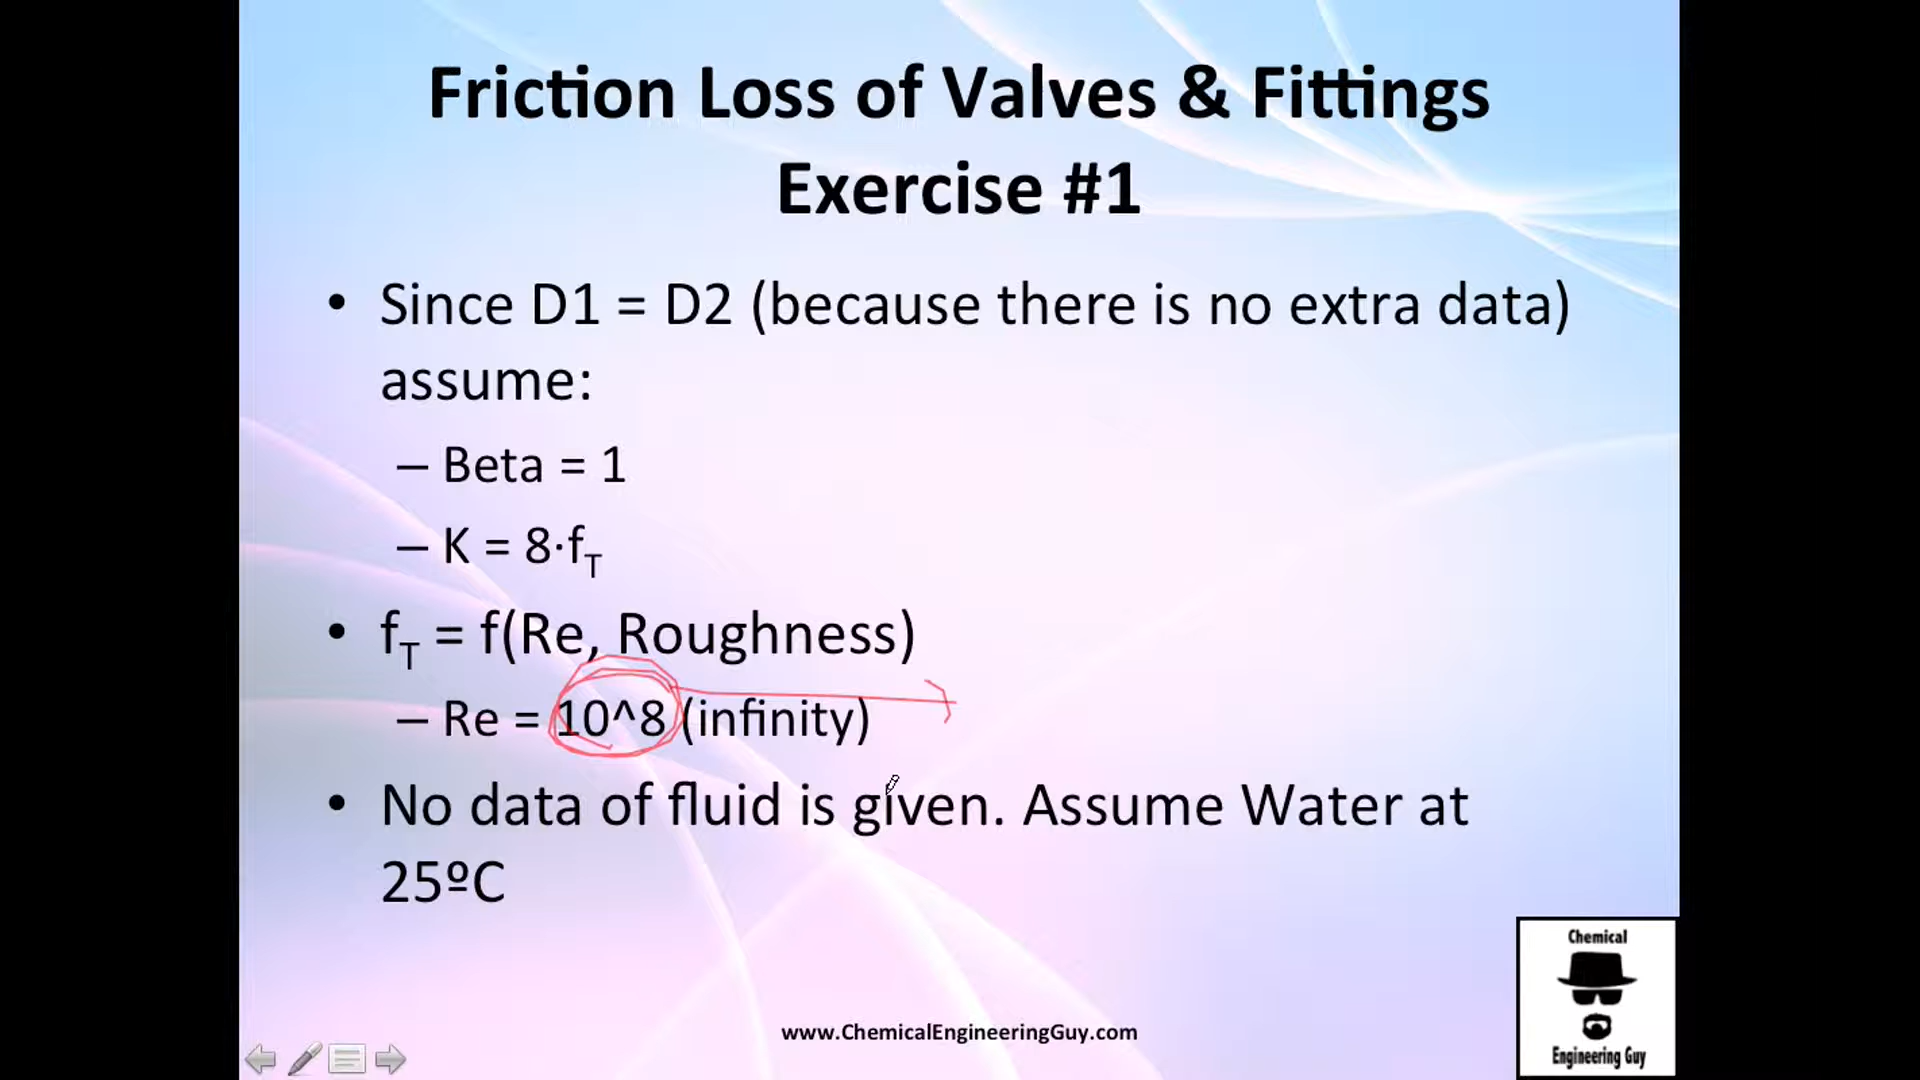 Friction Loss of Valves & Fittings
Exercise #1
• Since D1 = D2 (because there is no extra data)
assume:
– Beta = 1
– K = 8·fT
• fT = f(Re, Roughness)
– Re = 10^8 (infinity)
• No data of fluid is given. Assume Water at
25ºC
Chemical
Engineering Guy
www.ChemicalEngineeringGuy.com